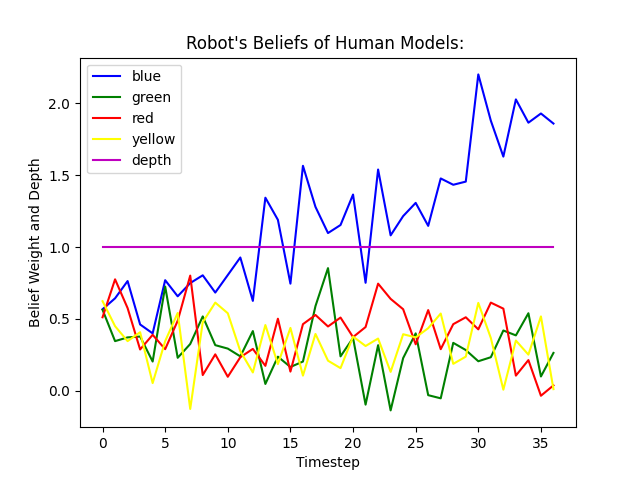 Robot's Beliefs of Human Models:
blue
green
red
yellow
depth
Belief Weight and Depth
2.0
1.5
1.0
0.5
0.0
0 5 10 15 20 25 30 35
Timestep